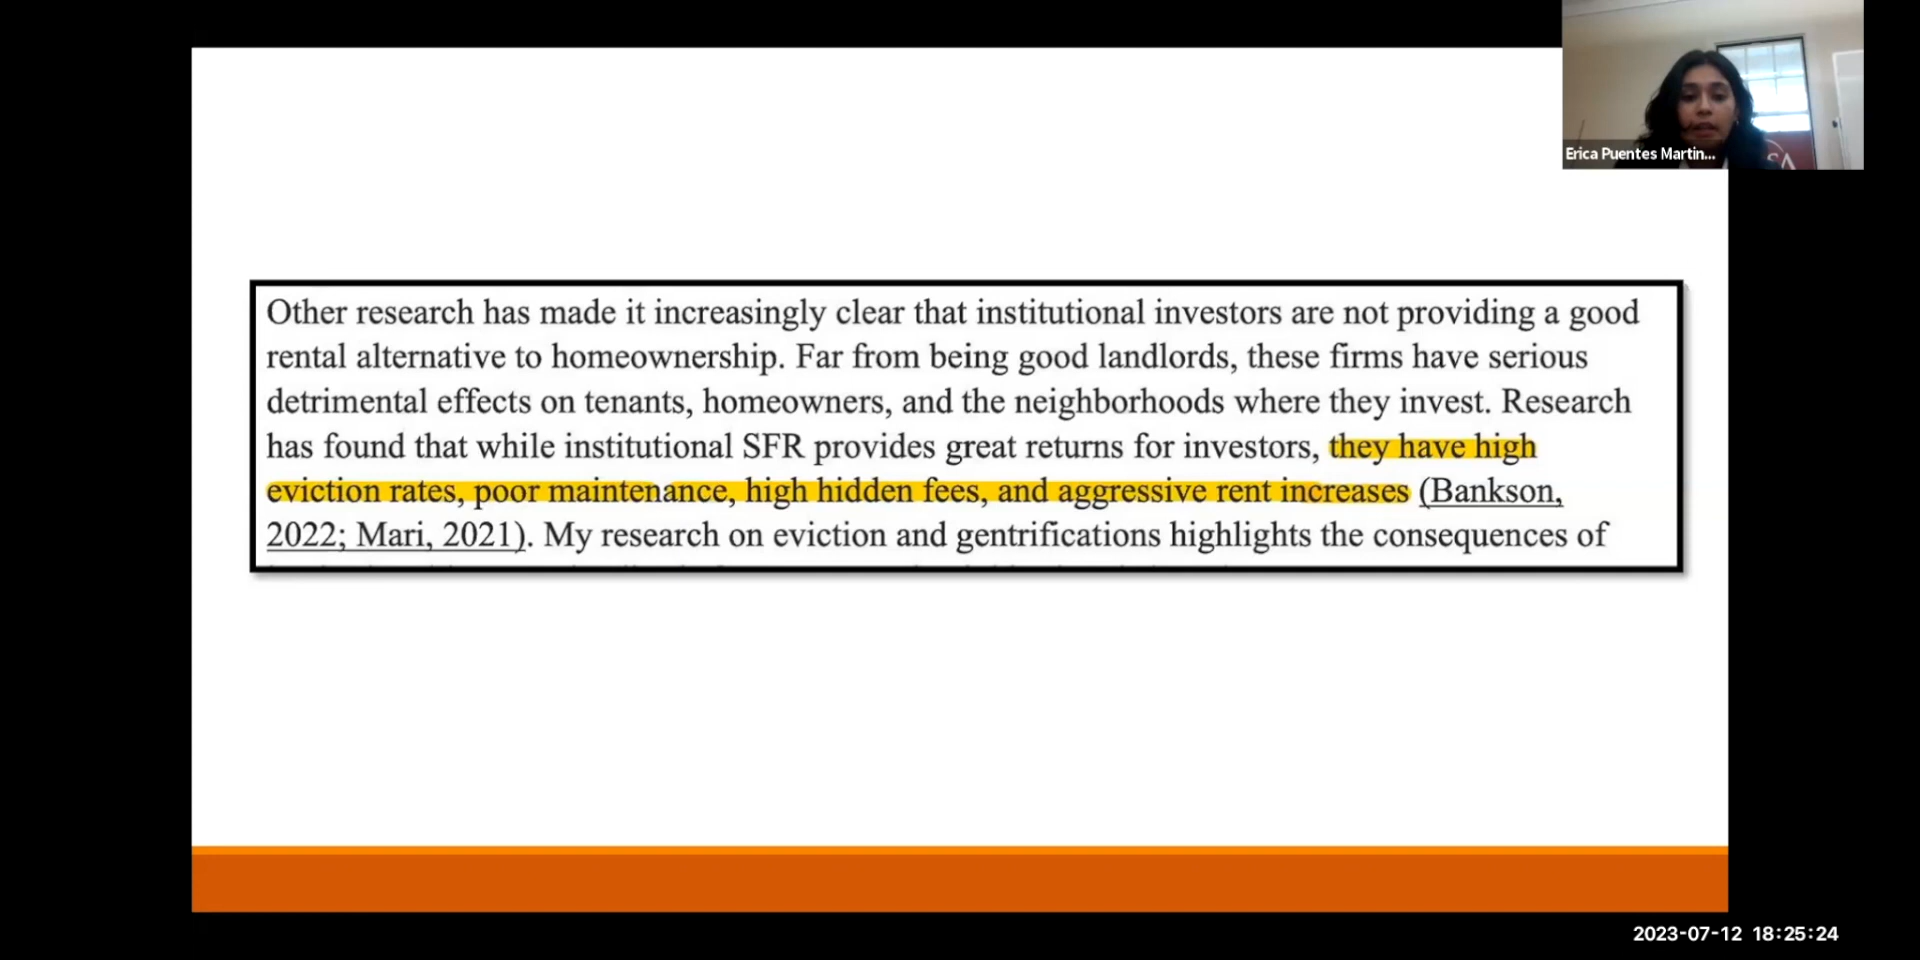 Erica Puentes Martin...
Other research has made it increasingly clear that institutional investors are not providing a good
rental alternative to homeownership. Far from being good landlords, these firms have serious
detrimental effects on tenants, homeowners, and the neighborhoods where they invest. Research
has found that while institutional SFR provides great returns for investors, they have high
eviction rates, poor maintenance, high hidden fees, and aggressive rent increases (Bankson,
2022; Mari, 2021). My research on eviction and gentrifications highlights the consequences of
2023-07-12 18:25:24